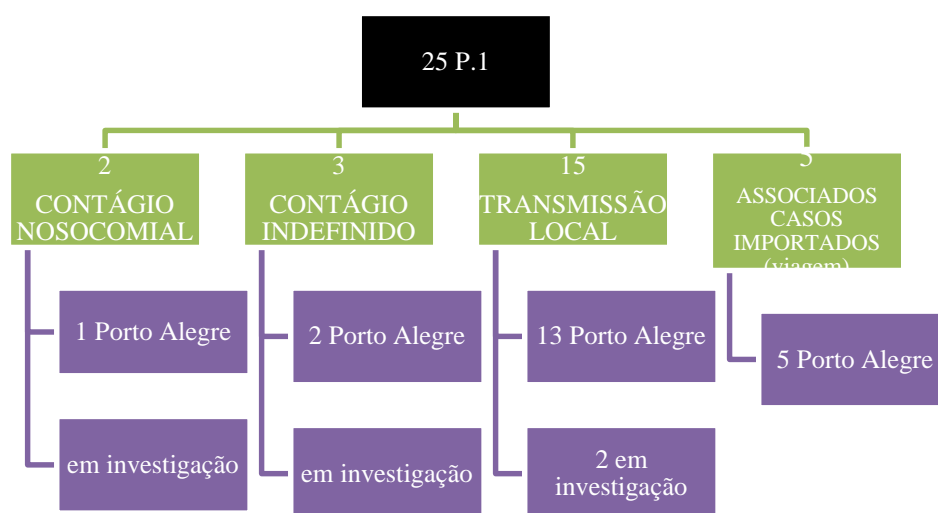 25 P.1
2
CONTÁGIO
NOSOCOMIAL
3
CONTÁGIO
INDEFINIDO
15
TRANSMISSÃO
LOCAL
5
ASSOCIADOS
CASOS
IMPORTADOS
(viagem)
1 Porto Alegre
2 Porto Alegre
13 Porto Alegre
5 Porto Alegre
em investigação
em investigação
2 em
investigação